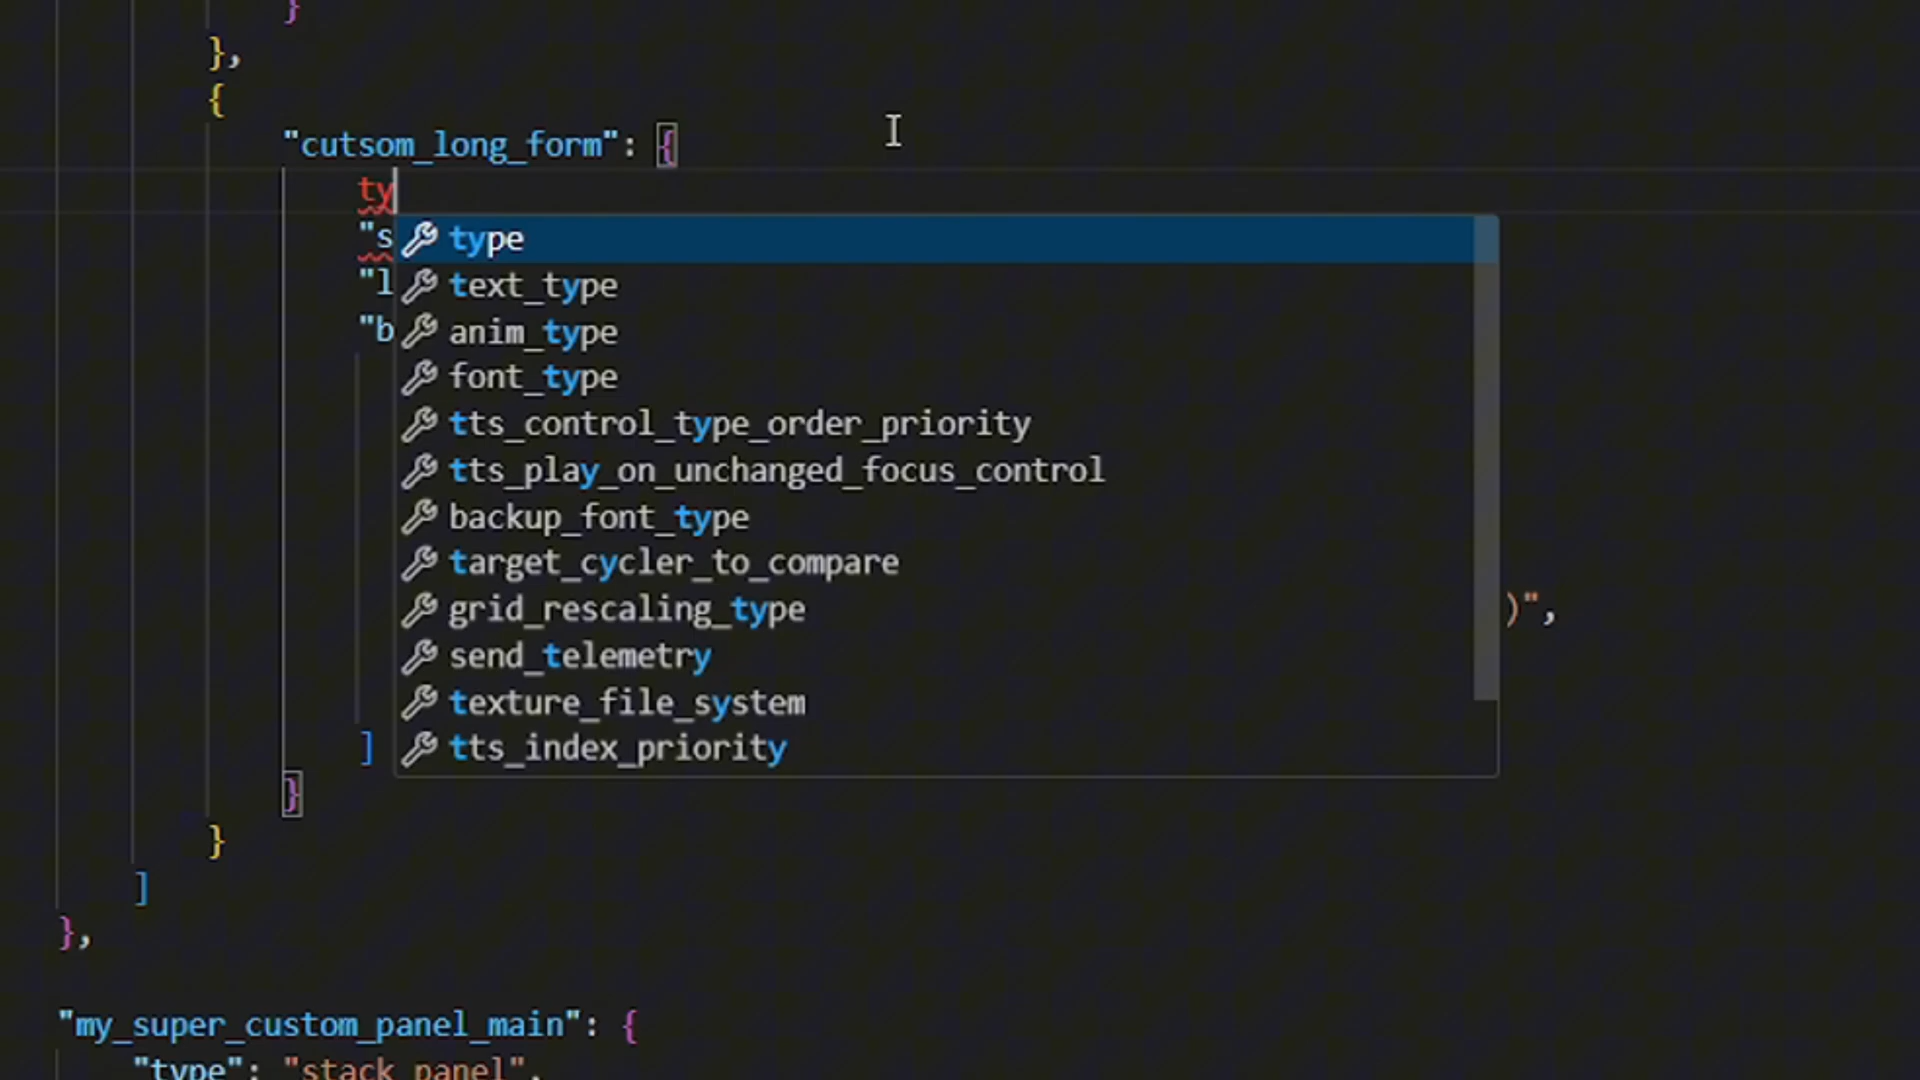 }
},
{
"cutsom_long_form": {
ty
"s
type
"l
text_type
"b
anim_type
font_type
tts_control_type_order_priority
tts_play_on_unchanged_focus_control
backup_font_type
target_cycler_to_compare
grid_rescaling_type
)",
send_telemetry
texture_file_system
]
tts_index_priority
}
}
]
},
"my_super_custom_panel_main": {
"type": "stack_panel",